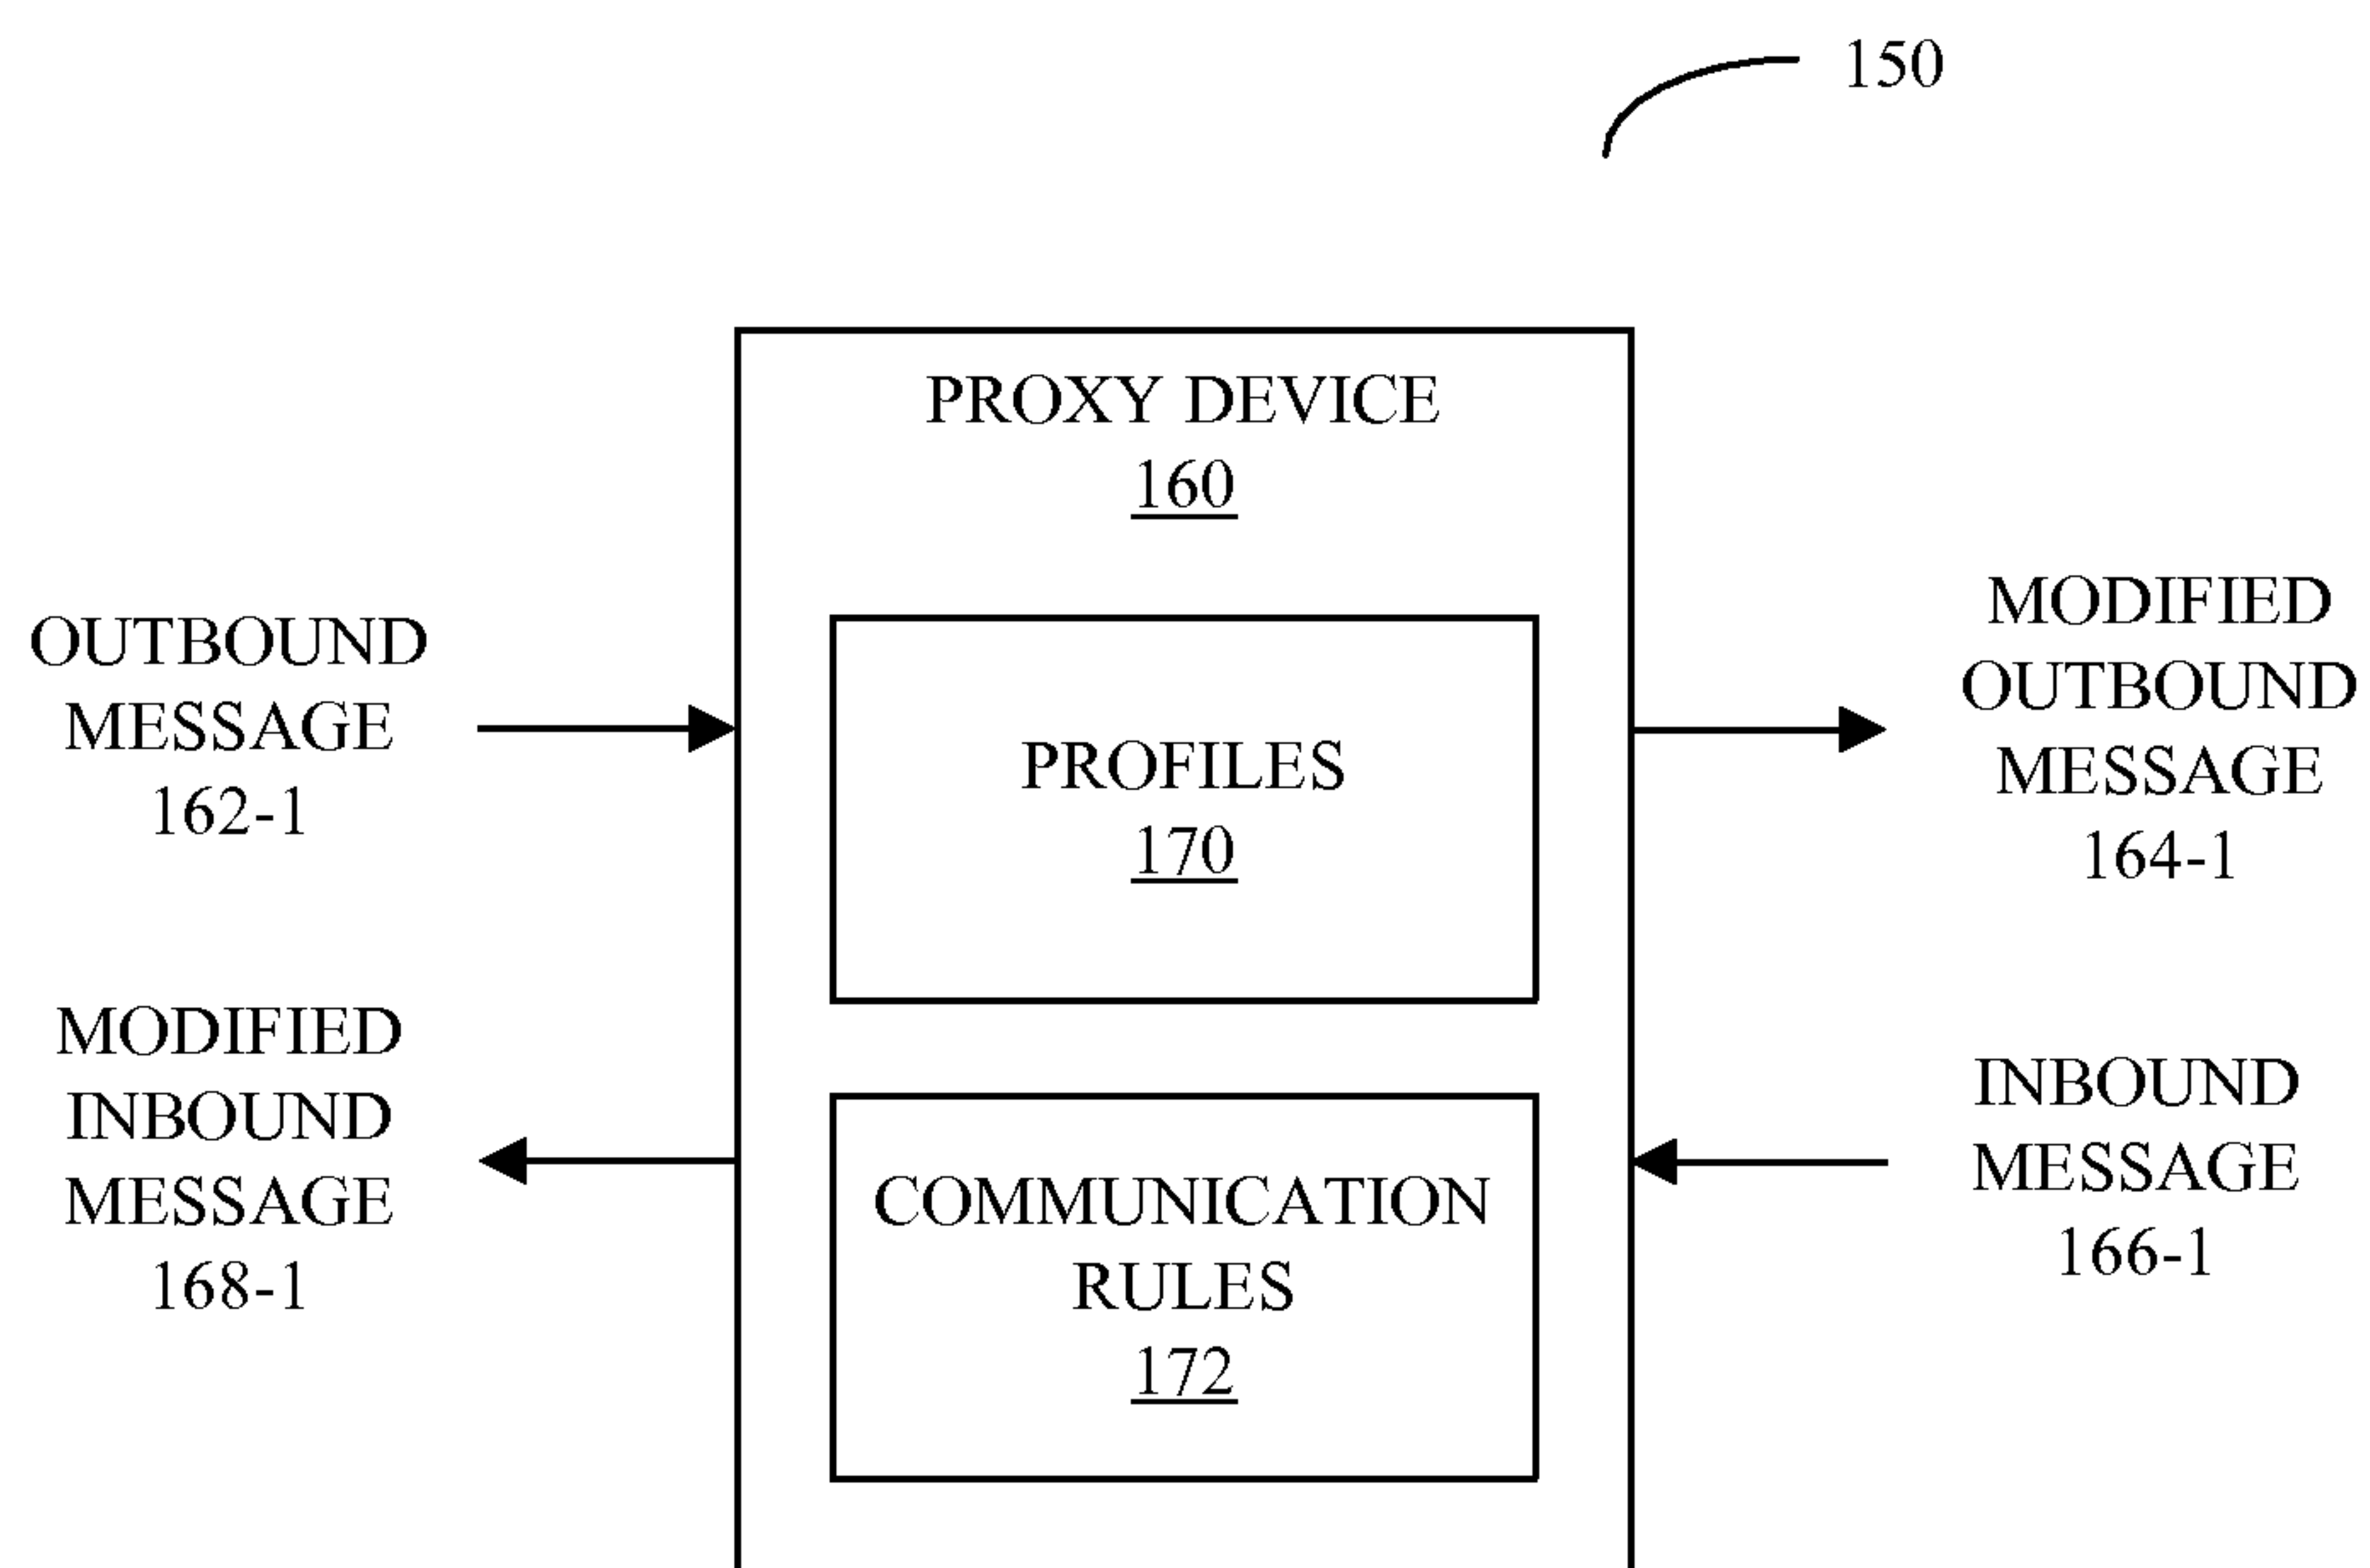 150
PROXY DEVICE
160
OUTBOUND
MESSAGE
162-1
PROFILES
170
MODIFIED
OUTBOUND
MESSAGE
164-1
MODIFIED
INBOUND
MESSAGE
168-1
COMMUNICATION
RULES
172
INBOUND
MESSAGE
166-1